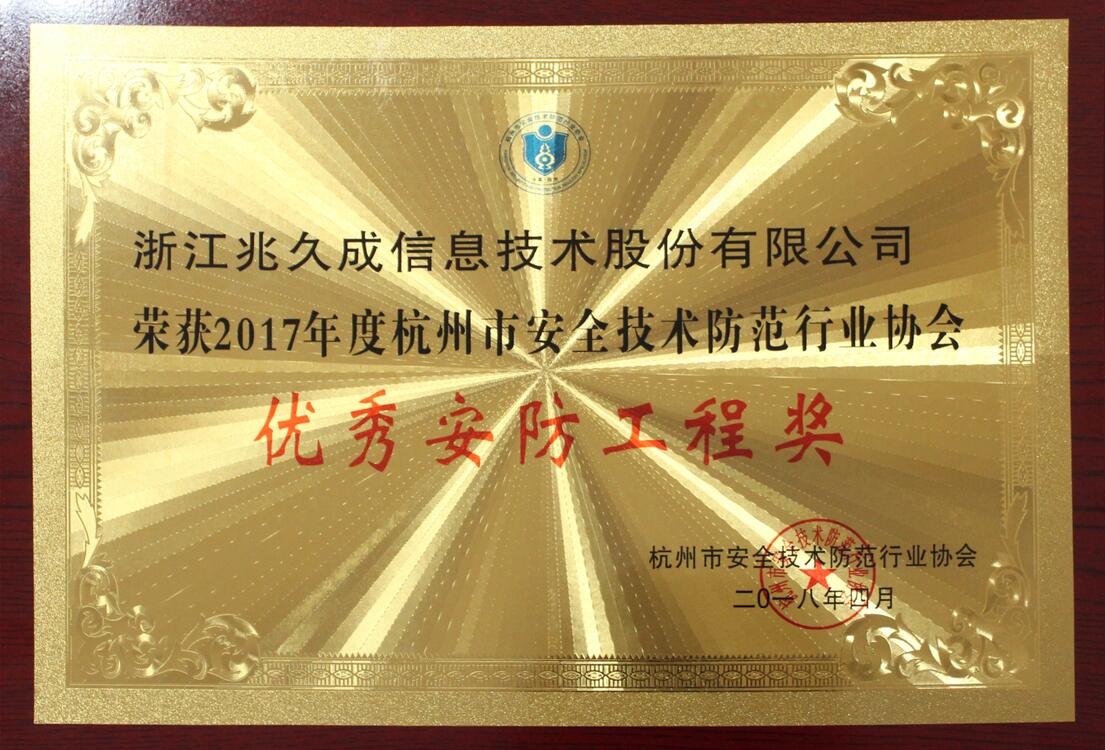 浙江兆久成信息技术股份有限公司
荣获2017年度杭州市安全技术防范行业协会
优秀安防工程奖
杭州市安全技术防范行业协会
二0一八年四月